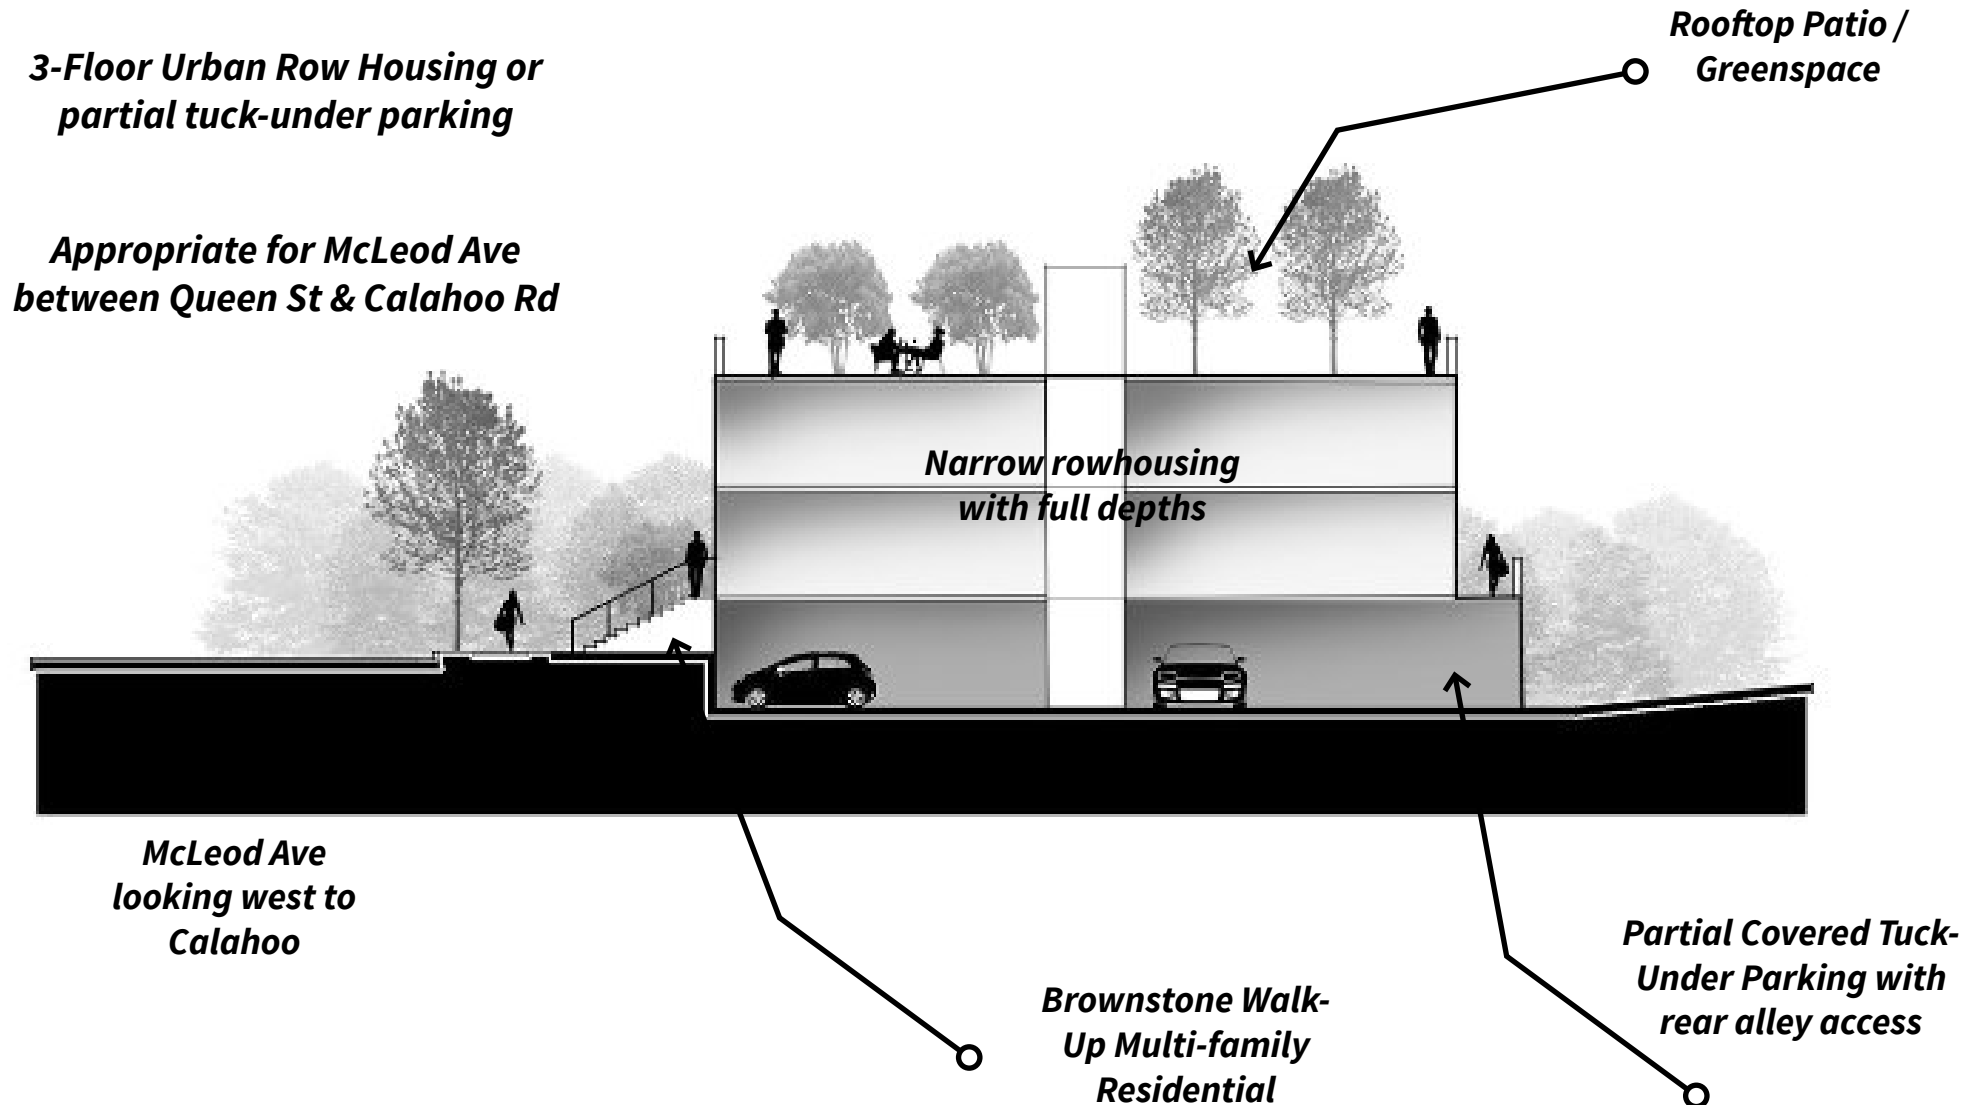 3-Floor Urban Row Housing or
partial tuck-under parking
Rooftop Patio /
Greenspace
Appropriate for McLeod Ave
between Queen St & Calahoo Rd
Narrow rowhousing
with full depths
McLeod Ave
looking west to
Calahoo
Brownstone Walk-
Up Multi-family
Residential
Partial Covered Tuck-
Under Parking with
rear alley access